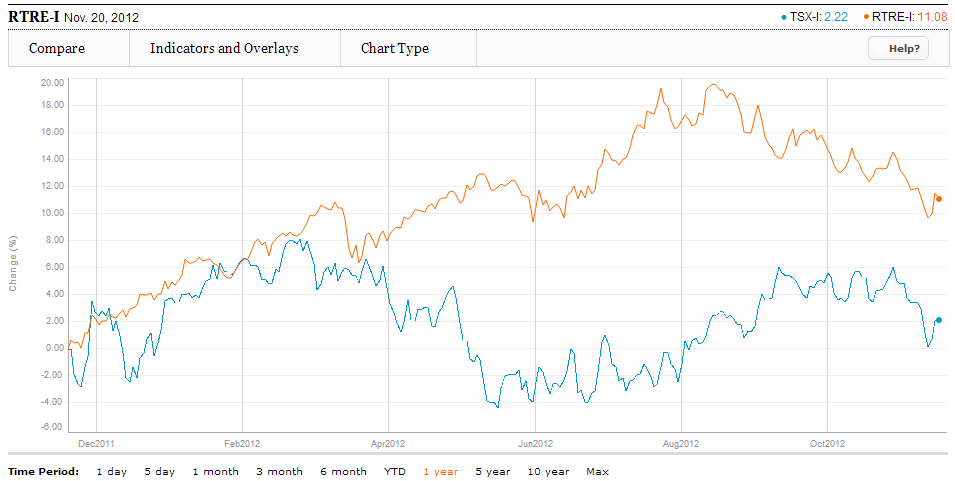 RTRE-I Nov. 20, 2012 TSX-I: 2.22 RTRE-I: 11.08
Compare Indicators and Overlays Chart Type Help?
20.00
18.00
16.00
14.00
12.00
10.00
8.00
6.00
4.00
2.00
0.00
-2.00
-4.00
-6.00
Change (%)
Dec2011 Feb2012 Apr2012 Jun2012 Aug2012 Oct2012
Time Period: 1 day 5 day 1 month 3 month 6 month YTD 1 year 5 year 10 year Max